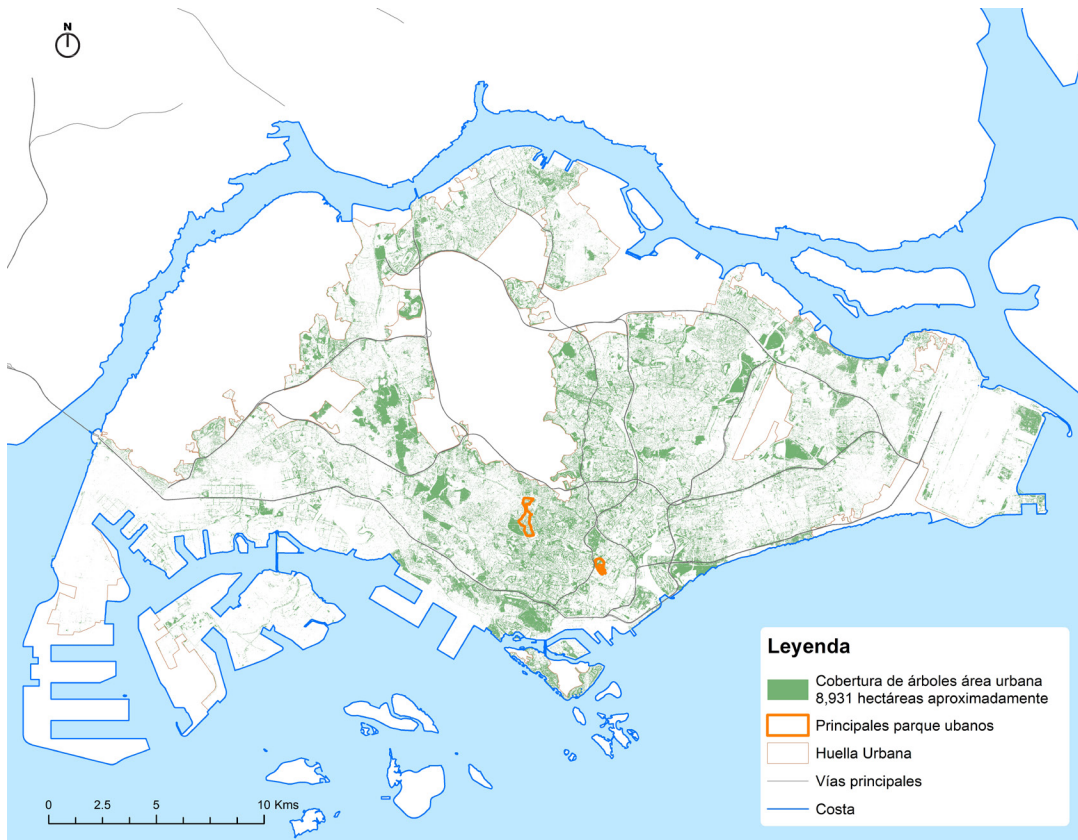 N
Leyenda
Cobertura de árboles área urbana
8,931 hectáreas aproximadamente
Principales parque ubanos
Huella Urbana
Vías principales
Costa
0 2.5 5 10 Kms